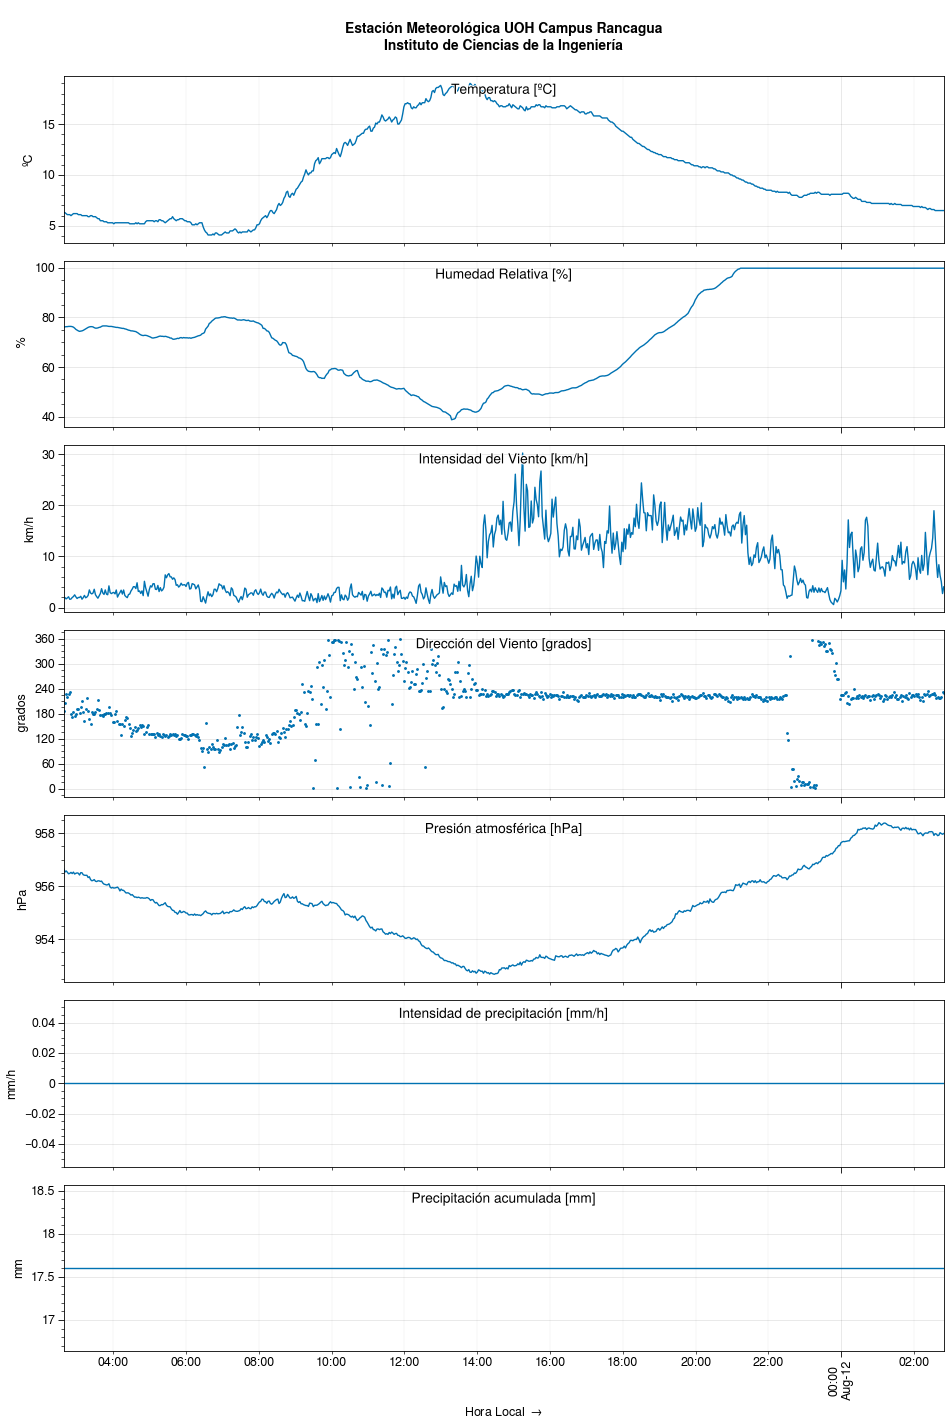 Estación Meteorológica UOH Campus Rancagua
Instituto de Ciencias de la Ingeniería
Temperatura [ºC]
15
10
5
ºC
Humedad Relativa [%]
100
80
60
40
%
Intensidad del Viento [km/h]
30
20
10
0
km/h
Dirección del Viento [grados]
360
300
240
180
120
60
0
grados
Presión atmosférica [hPa]
958
956
954
hPa
Intensidad de precipitación [mm/h]
0.04
0.02
0
−0.02
−0.04
mm/h
Precipitación acumulada [mm]
18.5
18
17.5
17
mm
04:00 06:00 08:00 10:00 12:00 14:00 16:00 18:00 20:00 22:00 00:00 02:00
Aug-12
Hora Local →